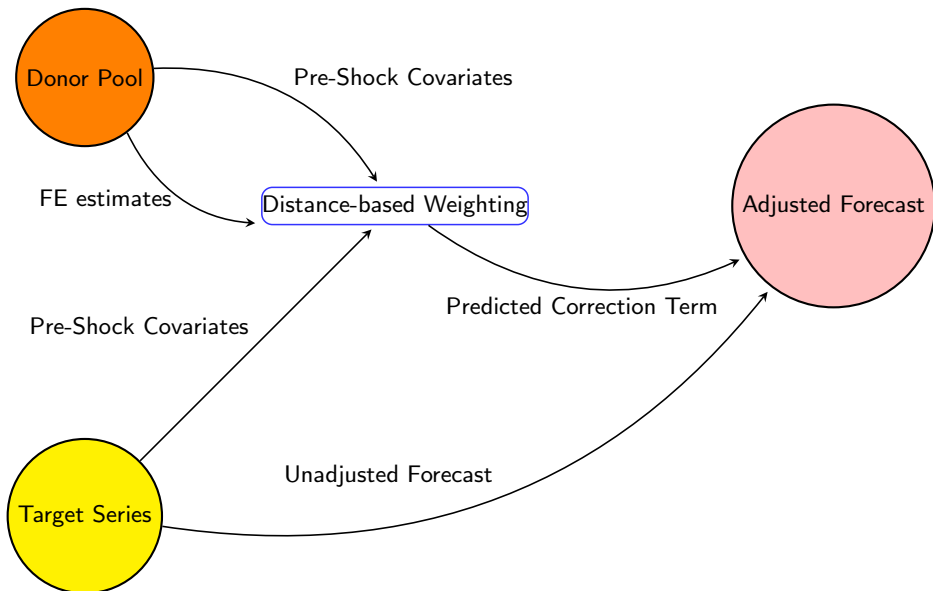 Donor Pool
Pre-Shock Covariates
FE estimates
Distance-based Weighting
Adjusted Forecast
Predicted Correction Term
Pre-Shock Covariates
Unadjusted Forecast
Target Series